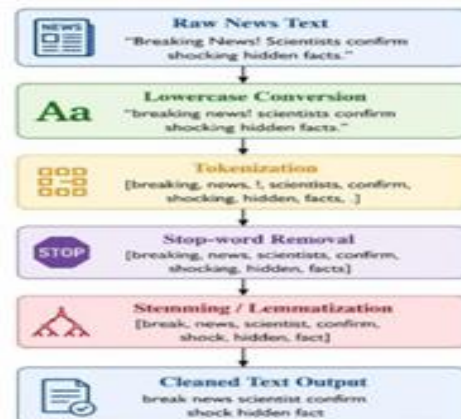 NEWS
Raw News Text
"Breaking News! Scientists confirm
shocking hidden facts."
Aa
Lowercase Conversion
"breaking news! scientists confirm
shocking hidden facts."
Tokenization
[breaking, news, !, scientists, confirm,
shocking, hidden, facts, .]
STOP
Stop-word Removal
[breaking, news, scientists, confirm,
shocking, hidden, facts]
Stemming / Lemmatization
[break, news, scientist, confirm,
shock, hidden, fact]
Cleaned Text Output
break news scientist confirm
shock hidden fact